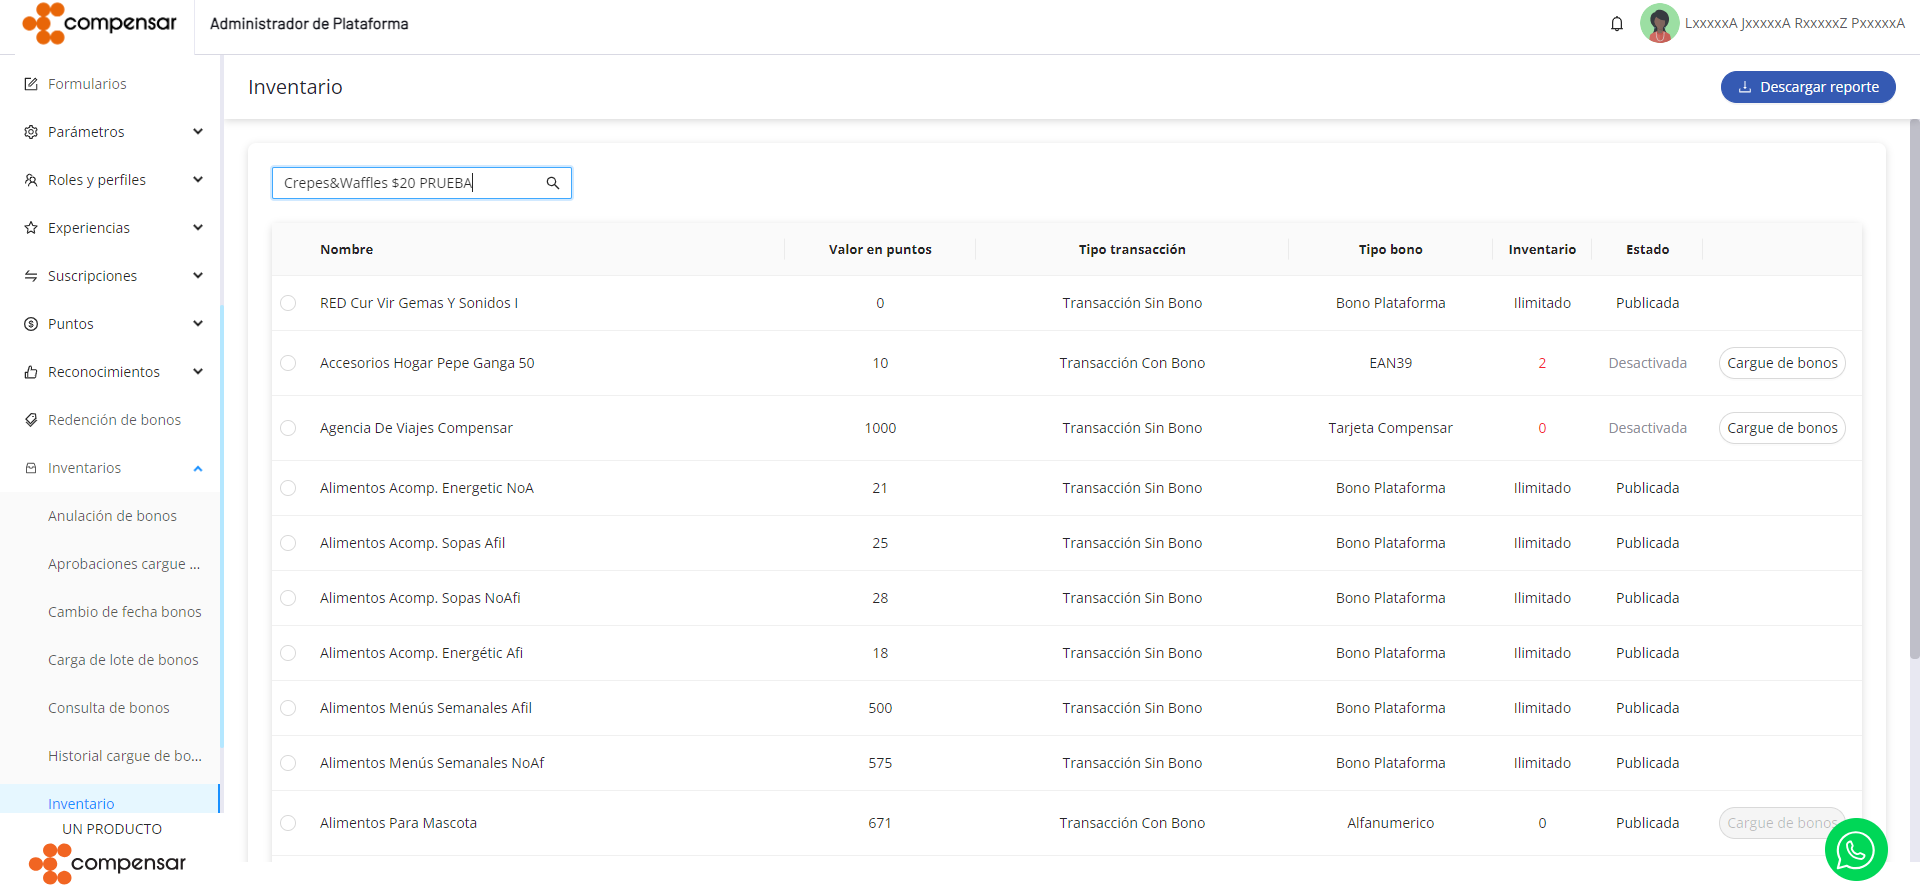 compensar
Administrador de Plataforma
LxxxxxA JxxxxxA RxxxxxZ PxxxxxA
Formularios
Parámetros
Roles y perfiles
Experiencias
Suscripciones
Puntos
Reconocimientos
Redención de bonos
Inventarios
Anulación de bonos
Aprobaciones cargue ...
Cambio de fecha bonos
Carga de lote de bonos
Consulta de bonos
Historial cargue de bo...
Inventario
UN PRODUCTO
compensar
Inventario
Descargar reporte
Crepes&Waffles $20 PRUEBA
Nombre Valor en puntos Tipo transacción Tipo bono Inventario Estado
RED Cur Vir Gemas Y Sonidos I 0 Transacción Sin Bono Bono Plataforma Ilimitado Publicada
Accesorios Hogar Pepe Ganga 50 10 Transacción Con Bono EAN39 2 Desactivada Cargue de bonos
Agencia De Viajes Compensar 1000 Transacción Sin Bono Tarjeta Compensar 0 Desactivada Cargue de bonos
Alimentos Acomp. Energetic NoA 21 Transacción Sin Bono Bono Plataforma Ilimitado Publicada
Alimentos Acomp. Sopas Afil 25 Transacción Sin Bono Bono Plataforma Ilimitado Publicada
Alimentos Acomp. Sopas NoAfi 28 Transacción Sin Bono Bono Plataforma Ilimitado Publicada
Alimentos Acomp. Energétic Afi 18 Transacción Sin Bono Bono Plataforma Ilimitado Publicada
Alimentos Menús Semanales Afil 500 Transacción Sin Bono Bono Plataforma Ilimitado Publicada
Alimentos Menús Semanales NoAf 575 Transacción Sin Bono Bono Plataforma Ilimitado Publicada
Alimentos Para Mascota 671 Transacción Con Bono Alfanumerico 0 Publicada Cargue de bonos